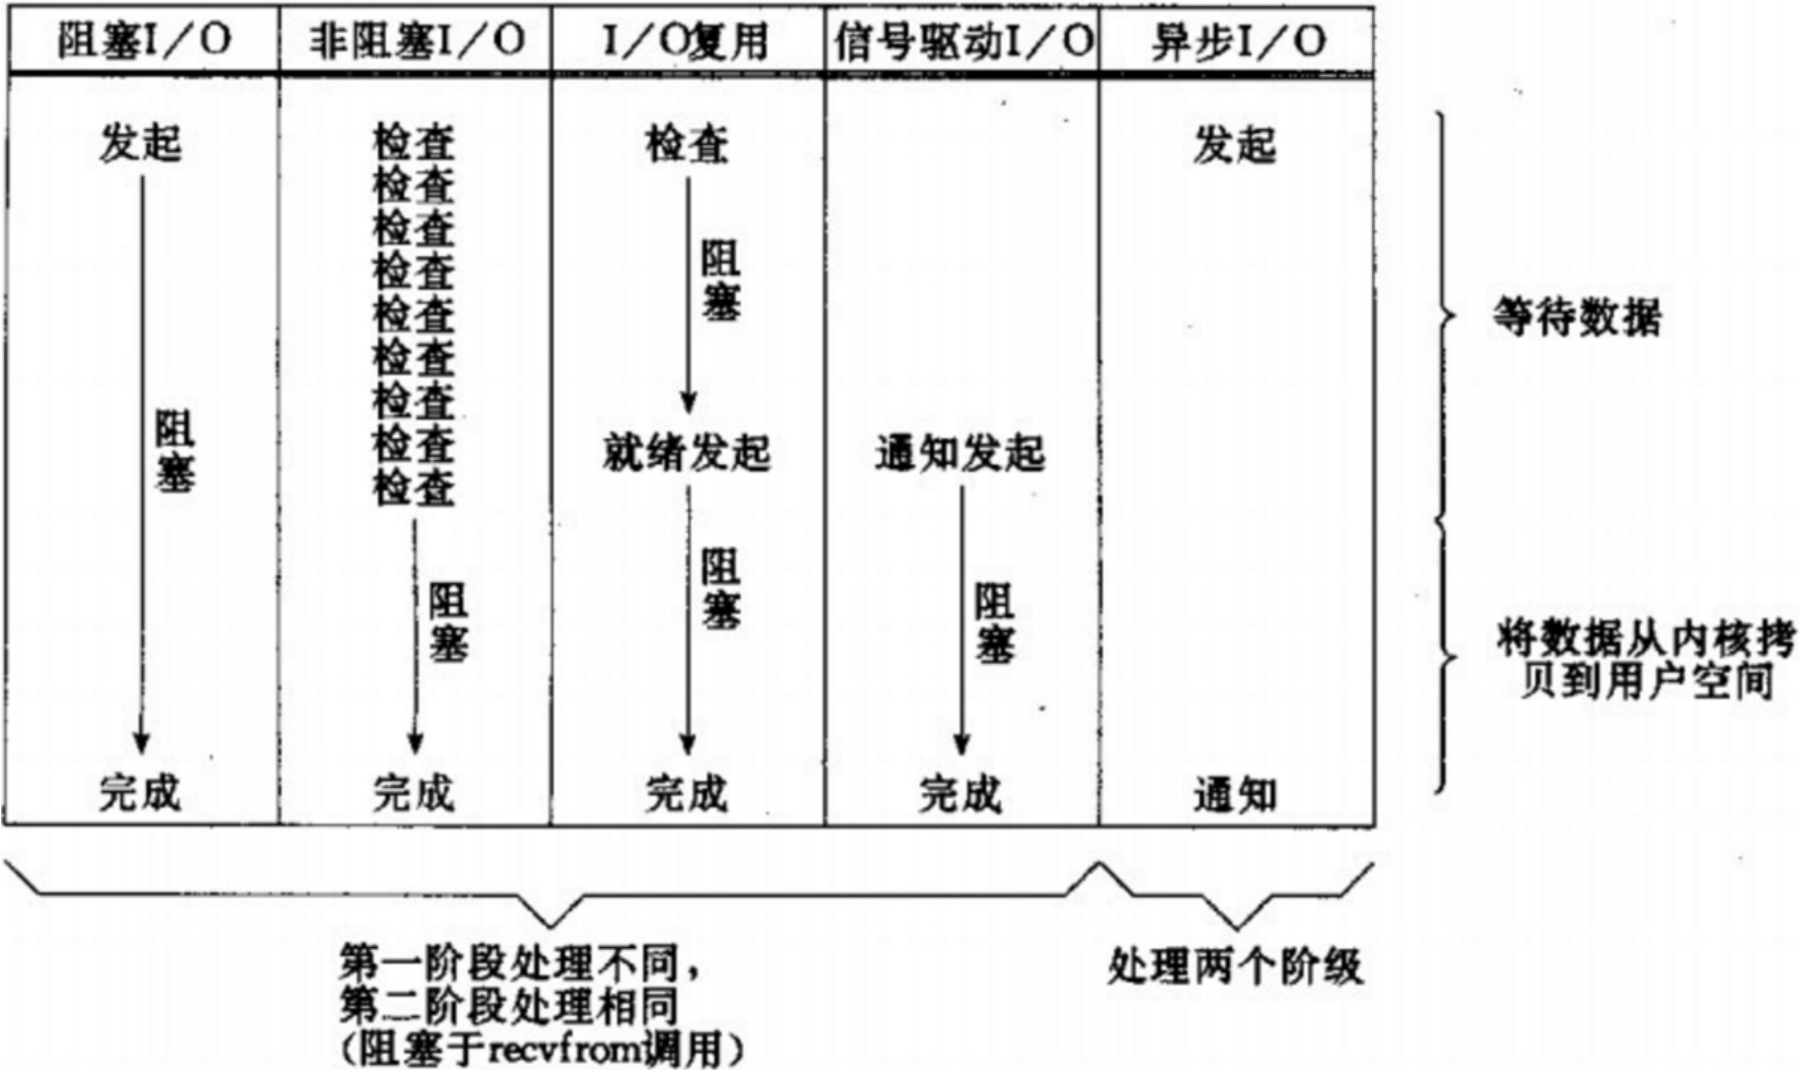 阻塞I/O 非阻塞I/O I/O复用 信号驱动I/O 异步I/O
发起 检查 检查 发起
检查
检查
检查
检查
检查
检查
检查
检查
阻塞
阻塞
就绪发起 通知发起
阻塞
阻塞
阻塞
完成 完成 完成 完成 通知
等待数据
将数据从内核拷
贝到用户空间
第一阶段处理不同，
第二阶段处理相同
（阻塞于recvfrom调用）
处理两个阶级